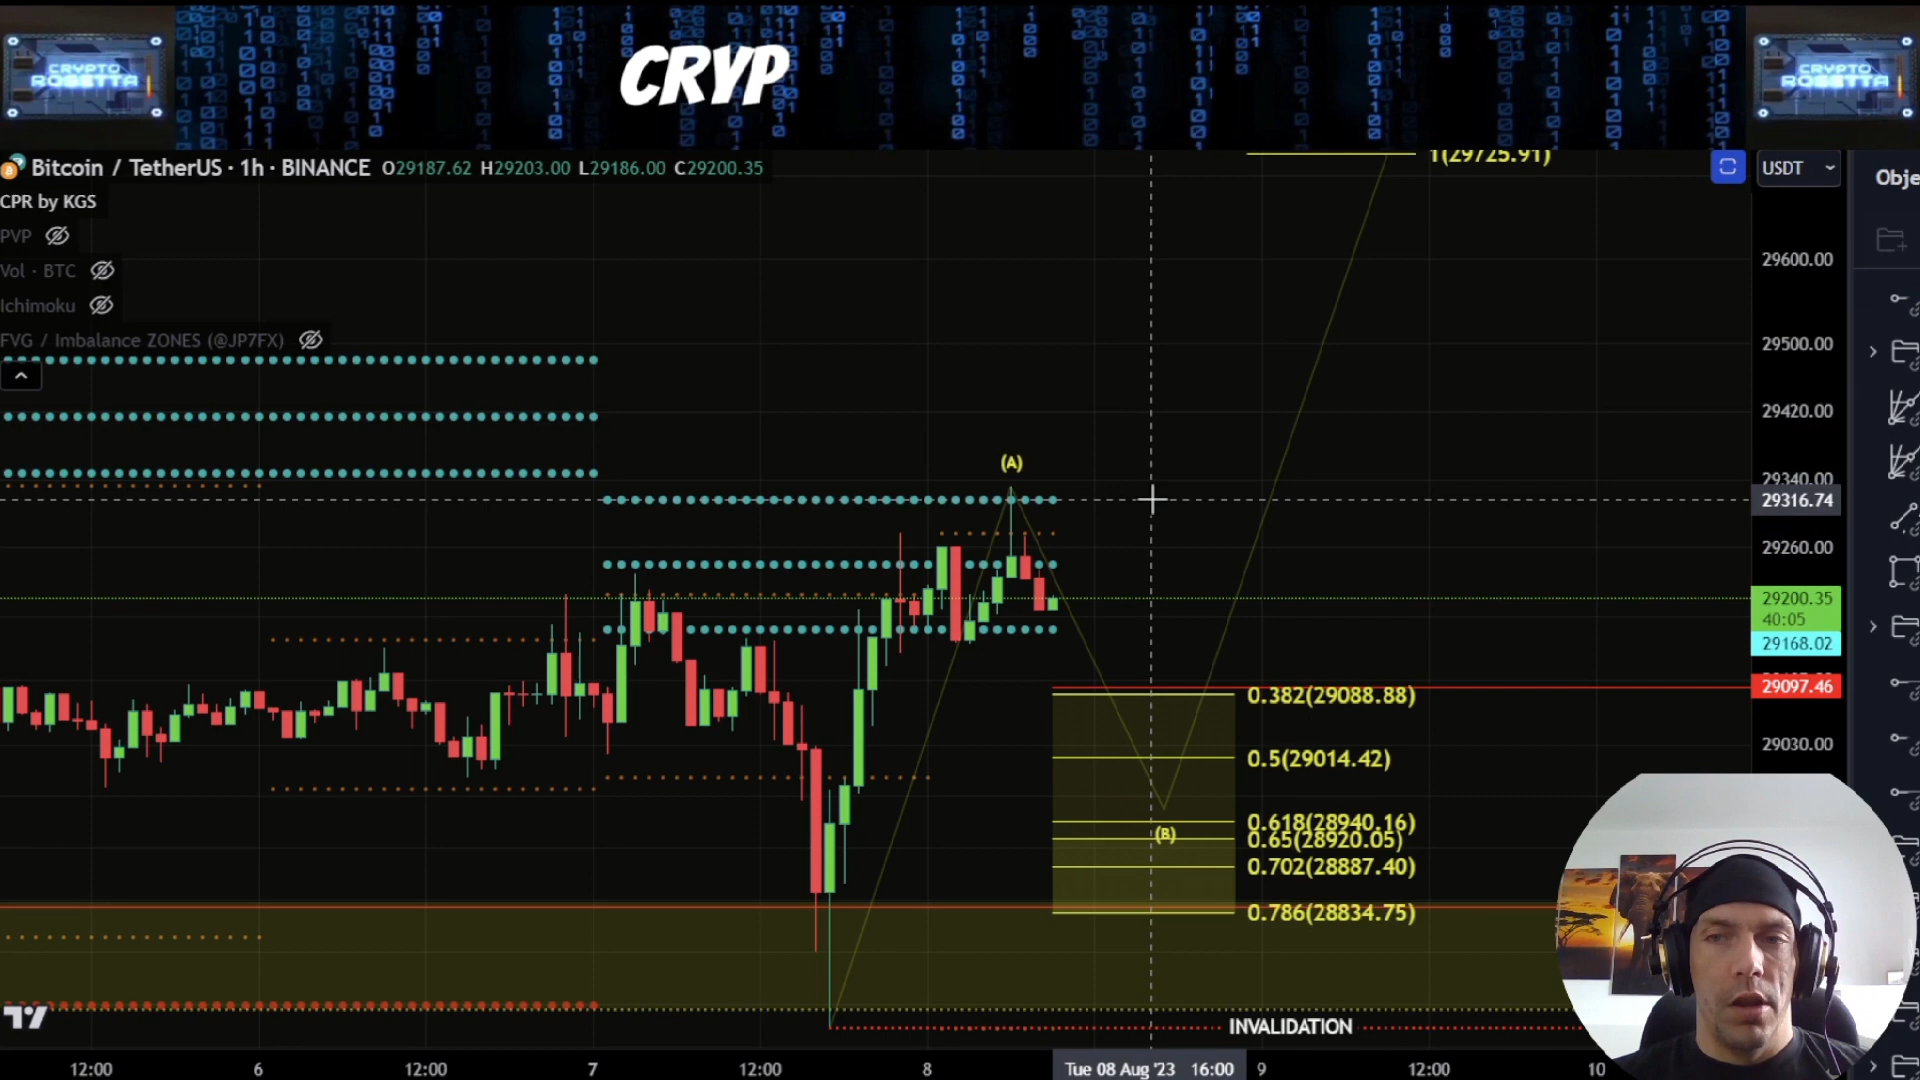 CRYP
CRYPTO
ROSETTA
CRYPTO
ROSETTA
Bitcoin / TetherUS · 1h · BINANCE O29187.62 H29203.00 L29186.00 C29200.35
1(29725.91)
USDT
Obje
CPR by KGS
PVP
Vol · BTC
Ichimoku
FVG / Imbalance ZONES (@JP7FX)
29600.00
29500.00
29420.00
(A)
29340.00
29316.74
29260.00
29200.35
40:05
29168.02
29097.46
0.382(29088.88)
29030.00
0.5(29014.42)
0.618(28940.16)
(B)
0.65(28920.05)
0.702(28887.40)
0.786(28834.75)
INVALIDATION
12:00 6 12:00 7 12:00 8 Tue 08 Aug '23 16:00 9 12:00 10